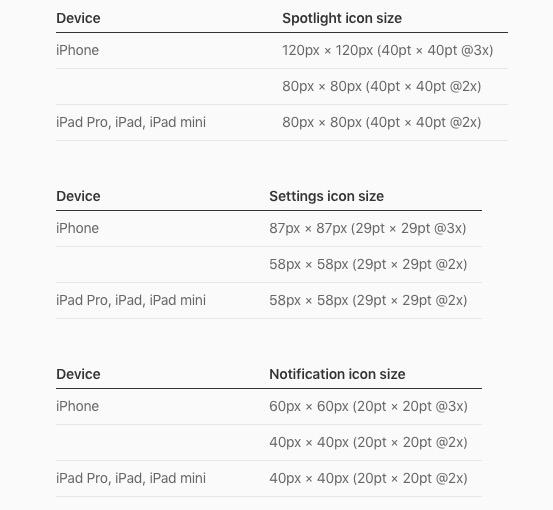 Device Spotlight icon size
iPhone 120px × 120px (40pt × 40pt @3x)
80px × 80px (40pt × 40pt @2x)
iPad Pro, iPad, iPad mini 80px × 80px (40pt × 40pt @2x)
Device Settings icon size
iPhone 87px × 87px (29pt × 29pt @3x)
58px × 58px (29pt × 29pt @2x)
iPad Pro, iPad, iPad mini 58px × 58px (29pt × 29pt @2x)
Device Notification icon size
iPhone 60px × 60px (20pt × 20pt @3x)
40px × 40px (20pt × 20pt @2x)
iPad Pro, iPad, iPad mini 40px × 40px (20pt × 20pt @2x)